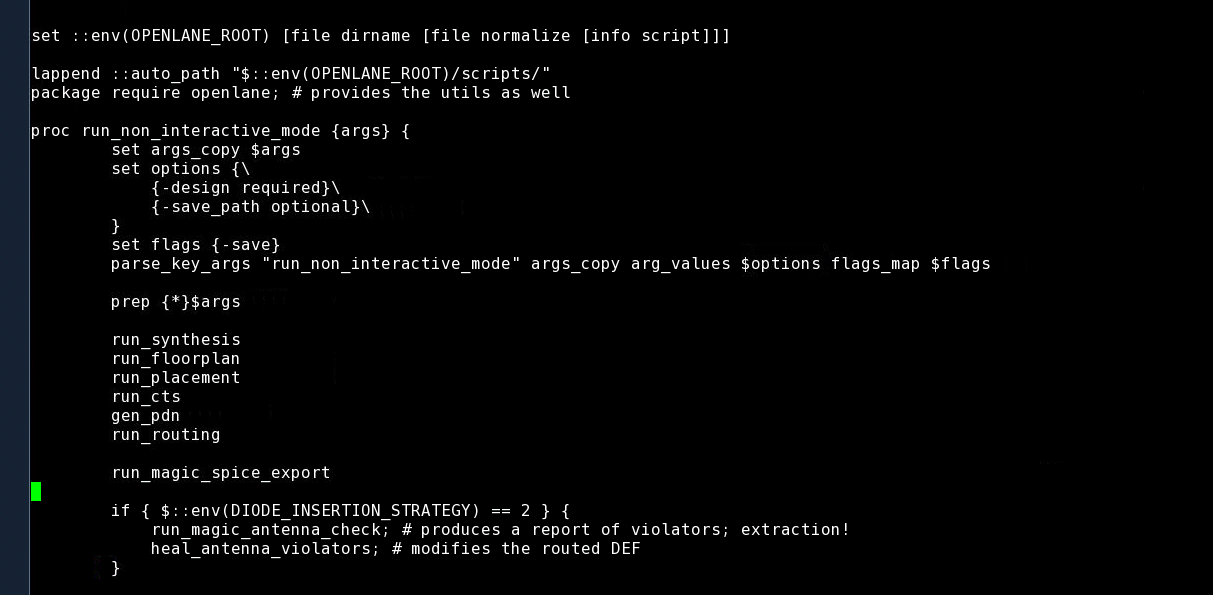 set ::env(OPENLANE_ROOT) [file dirname [file normalize [info script]]]
lappend ::auto_path "$::env(OPENLANE_ROOT)/scripts/"
package require openlane; # provides the utils as well
proc run_non_interactive_mode {args} {
set args_copy $args
set options {\
{-design required}\
{-save_path optional}\
}
set flags {-save}
parse_key_args "run_non_interactive_mode" args_copy arg_values $options flags_map $flags
prep {*}$args
run_synthesis
run_floorplan
run_placement
run_cts
gen_pdn
run_routing
run_magic_spice_export
if { $::env(DIODE_INSERTION_STRATEGY) == 2 } {
run_magic_antenna_check; # produces a report of violators; extraction!
heal_antenna_violators; # modifies the routed DEF
}